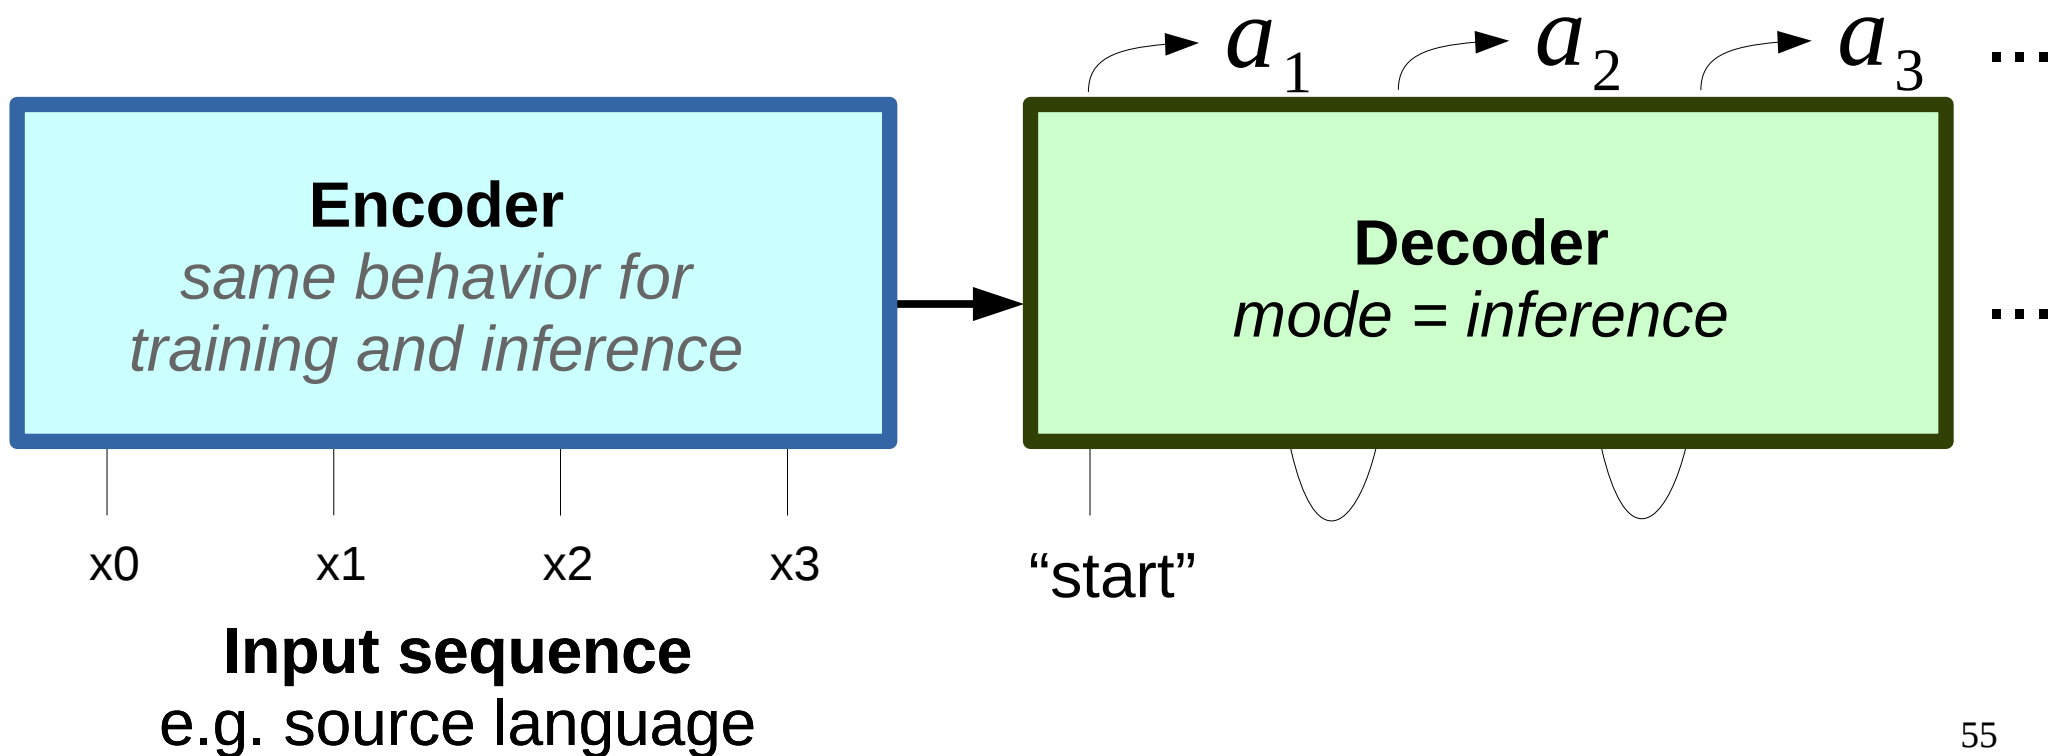 a1 a2 a3 ...
Encoder
same behavior for
training and inference
Decoder
mode = inference
...
x0 x1 x2 x3
“start”
Input sequence
e.g. source language
55